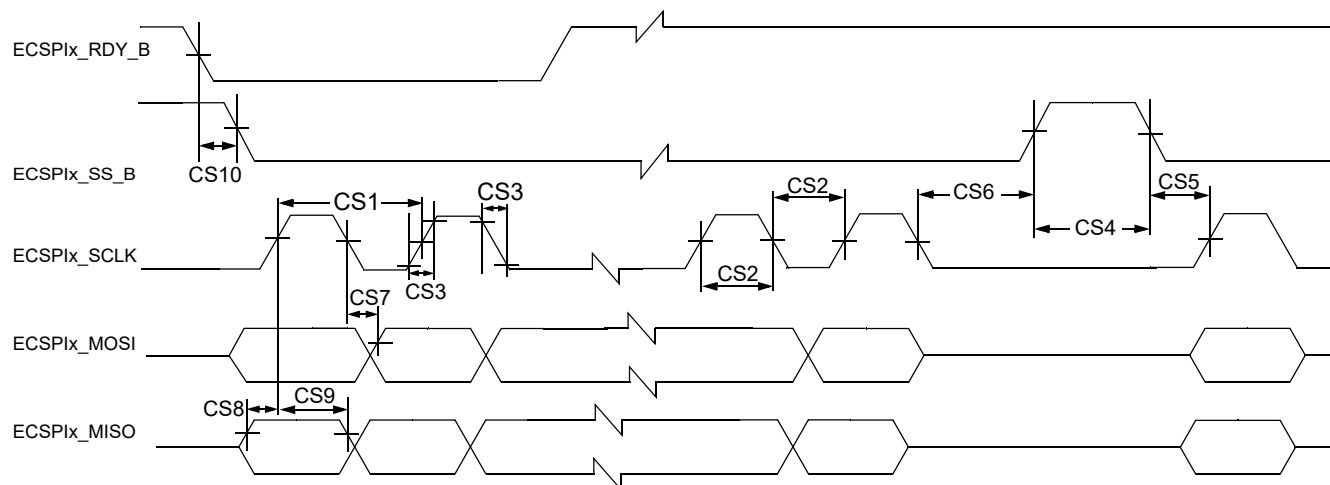 ECSPIx_RDY_B
CS10
ECSPIx_SS_B
CS1
CS3
CS2
CS6
CS5
CS4
ECSPIx_SCLK
CS3
CS2
CS7
ECSPIx_MOSI
CS8
CS9
ECSPIx_MISO